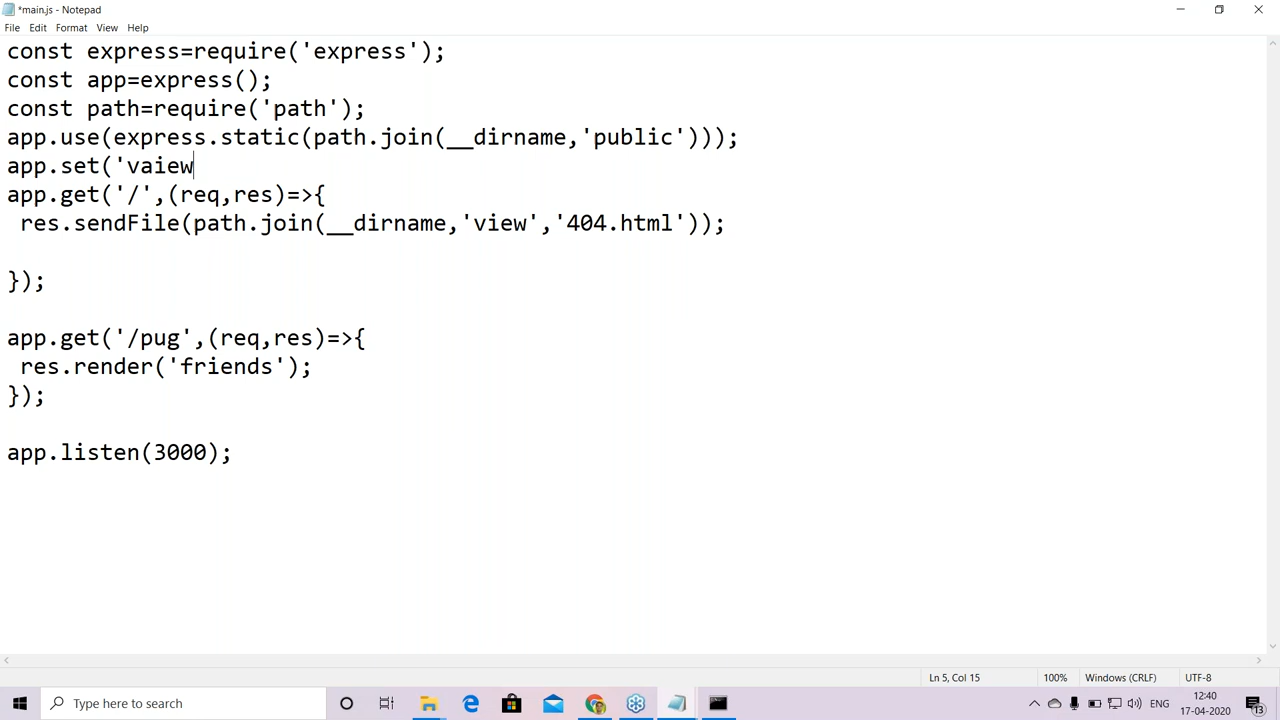 *main.js - Notepad
File Edit Format View Help
const express=require('express');
const app=express();
const path=require('path');
app.use(express.static(path.join(__dirname,'public')));
app.set('vaiew
app.get('/',(req,res)=>{
 res.sendFile(path.join(__dirname,'view','404.html'));
});
app.get('/pug',(req,res)=>{
 res.render('friends');
});
app.listen(3000);
Ln 5, Col 15 100% Windows (CRLF) UTF-8
Type here to search ENG 12:40
17-04-2020 13